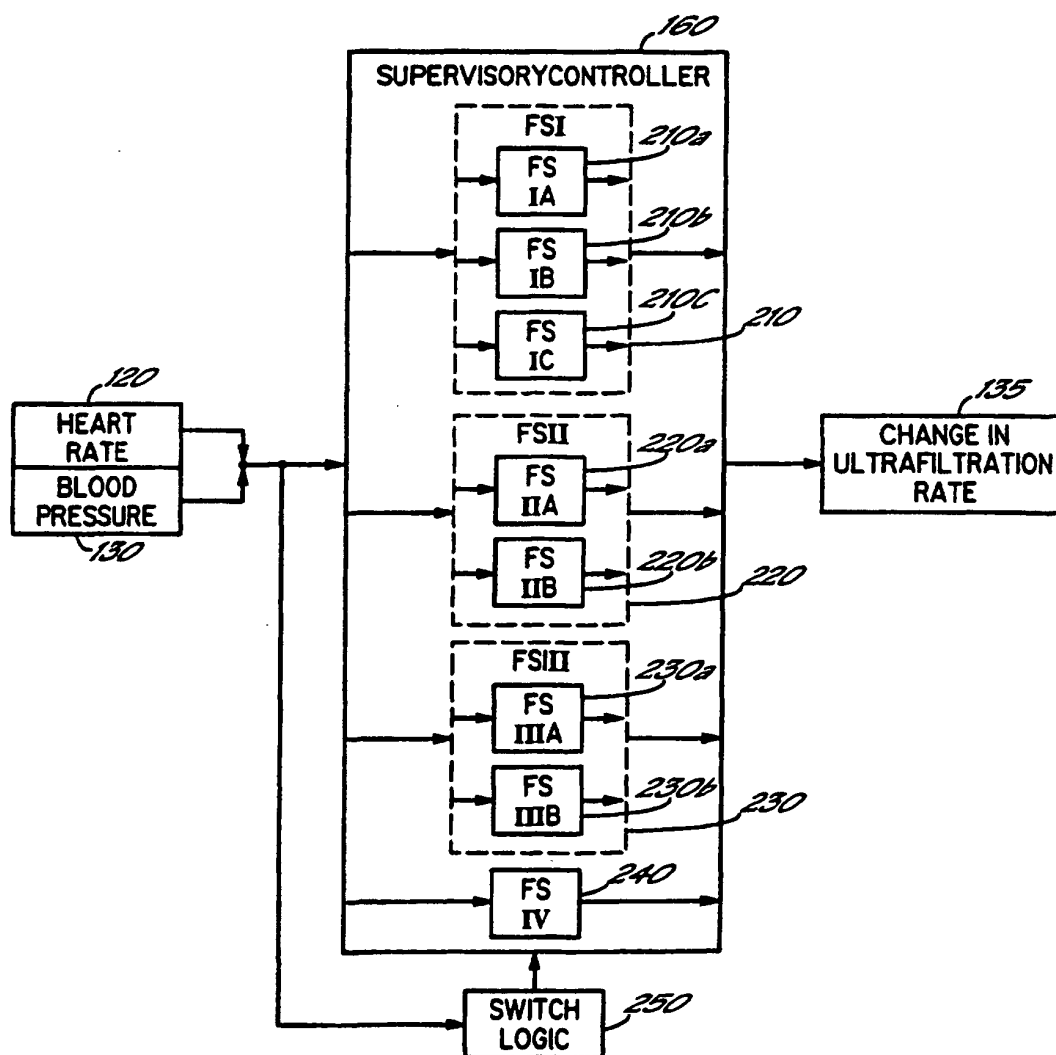 160
SUPERVISORYCONTROLLER
FSI
210a
FS
IA
210b
FS
IB
210C
FS
IC
210
120
HEART
RATE
BLOOD
PRESSURE
130
135
CHANGE IN
ULTRAFILTRATION
RATE
FSII
220a
FS
IIA
220b
FS
IIB
220
FSIII
230a
FS
IIIA
230b
FS
IIIB
230
240
FS
IV
SWITCH
LOGIC
250